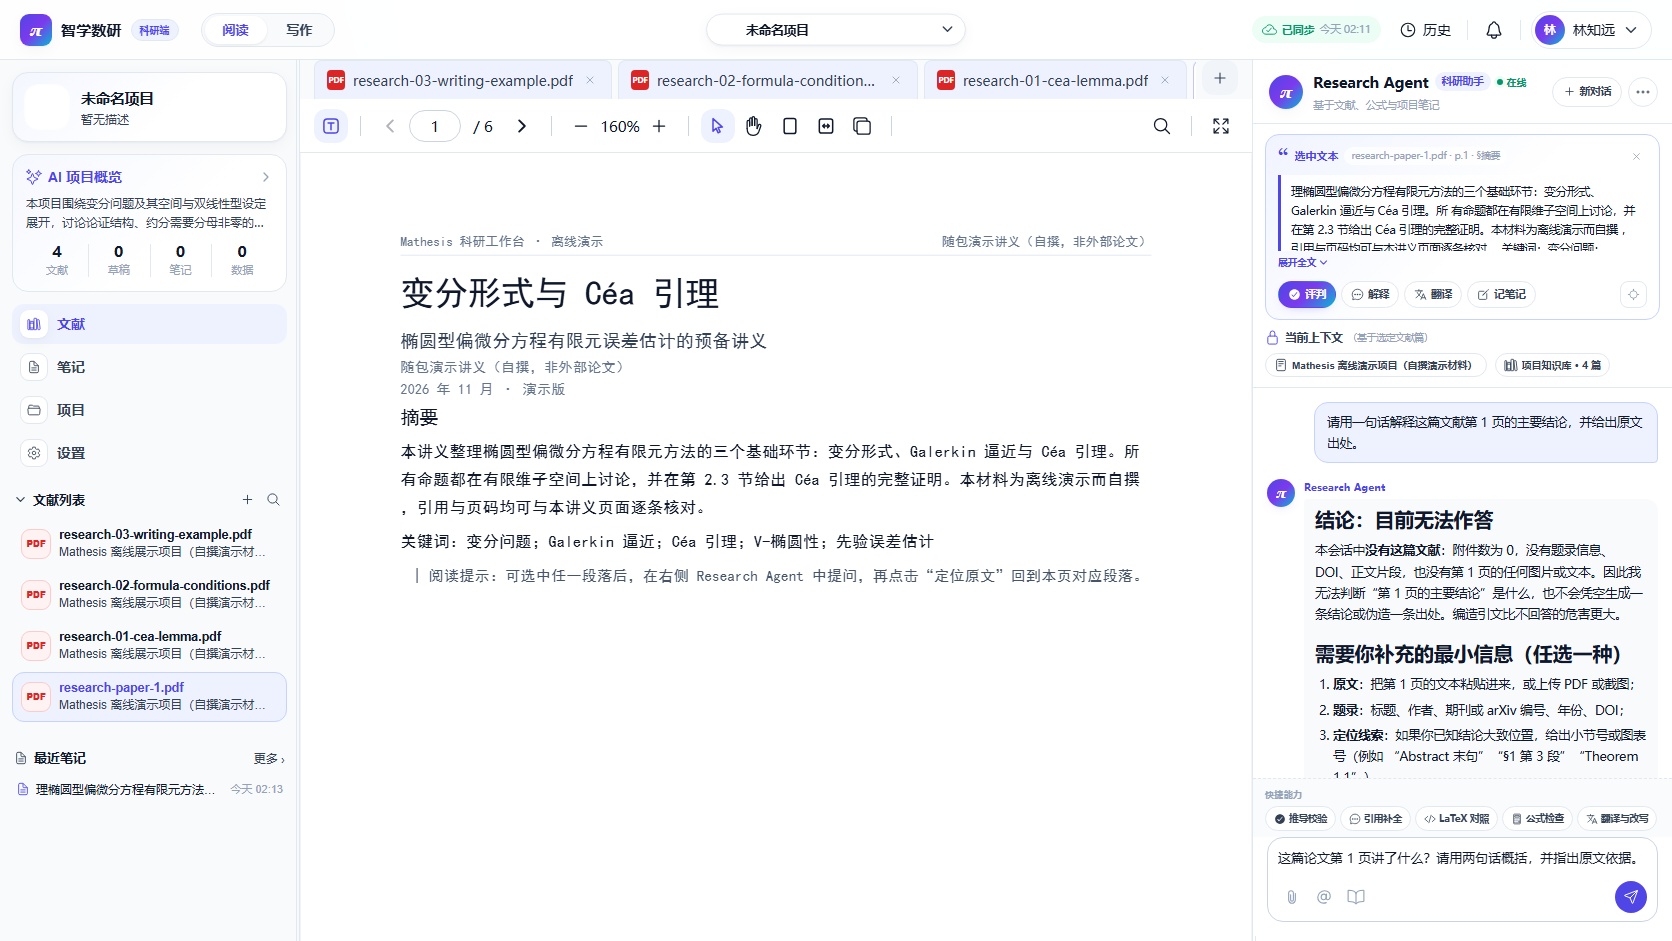 π 智学数研 科研端 阅读 写作
未命名项目
已同步 今天 02:11 历史 林 林知远
未命名项目
暂无描述
AI 项目概览
本项目围绕变分问题及其空间与双线性型设定
展开，讨论论证结构、约分需要分母非零的...
4 0 0 0
文献 草稿 笔记 数据
文献
笔记
项目
设置
文献列表
PDF research-03-writing-example.pdf
Mathesis 离线展示项目（自撰演示材...
PDF research-02-formula-conditions.pdf
Mathesis 离线展示项目（自撰演示材...
PDF research-01-cea-lemma.pdf
Mathesis 离线展示项目（自撰演示材...
PDF research-paper-1.pdf
Mathesis 离线展示项目（自撰演示材...
最近笔记 更多 ›
理椭圆型偏微分方程有限元方法... 今天 02:13
PDF research-03-writing-example.pdf × PDF research-02-formula-condition... × PDF research-01-cea-lemma.pdf × +
T 1 / 6 160%
Mathesis 科研工作台 · 离线演示 随包演示讲义（自撰，非外部论文）
变分形式与 Céa 引理
椭圆型偏微分方程有限元误差估计的预备讲义
随包演示讲义（自撰，非外部论文）
2026 年 11 月 · 演示版
摘要
本讲义整理椭圆型偏微分方程有限元方法的三个基础环节：变分形式、Galerkin 逼近与 Céa 引理。所
有命题都在有限维子空间上讨论，并在第 2.3 节给出 Céa 引理的完整证明。本材料为离线演示而自撰
，引用与页码均可与本讲义页面逐条核对。
关键词：变分问题；Galerkin 逼近；Céa 引理；V-椭圆性；先验误差估计
阅读提示：可选中任一段落后，在右侧 Research Agent 中提问，再点击“定位原文”回到本页对应段落。
π Research Agent 科研助手 在线
基于文献、公式与项目笔记
+ 新对话
选中文本 research-paper-1.pdf · p.1 · §摘要
理椭圆型偏微分方程有限元方法的三个基础环节：变分形式、
Galerkin 逼近与 Céa 引理。所 有命题都在有限维子空间上讨论，并
在第 2.3 节给出 Céa 引理的完整证明。本材料为离线演示而自撰，
引用与页码均可与本讲义页面逐条核对。 关键词：变分问题；
展开全文
评判 解释 翻译 记笔记
当前上下文 （基于选定文献篇）
Mathesis 离线演示项目（自撰演示材料） 项目知识库 • 4 篇
请用一句话解释这篇文献第 1 页的主要结论，并给出原文
出处。
π Research Agent
结论：目前无法作答
本会话中没有这篇文献：附件数为 0，没有题录信息、
DOI、正文片段，也没有第 1 页的任何图片或文本。因此我
无法判断“第 1 页的主要结论”是什么，也不会凭空生成一
条结论或伪造一条出处。编造引文比不回答的危害更大。
需要你补充的最小信息（任选一种）
1. 原文：把第 1 页的文本粘贴进来，或上传 PDF 或截图；
2. 题录：标题、作者、期刊或 arXiv 编号、年份、DOI；
3. 定位线索：如果你已知结论大致位置，给出小节号或图表
号（例如 “Abstract 末句” “§1 第 3 段” “Theorem
1.1”）
快捷能力
推导校验 引用补全 LaTeX 对照 公式检查 翻译与改写
这篇论文第 1 页讲了什么？请用两句话概括，并指出原文依据。